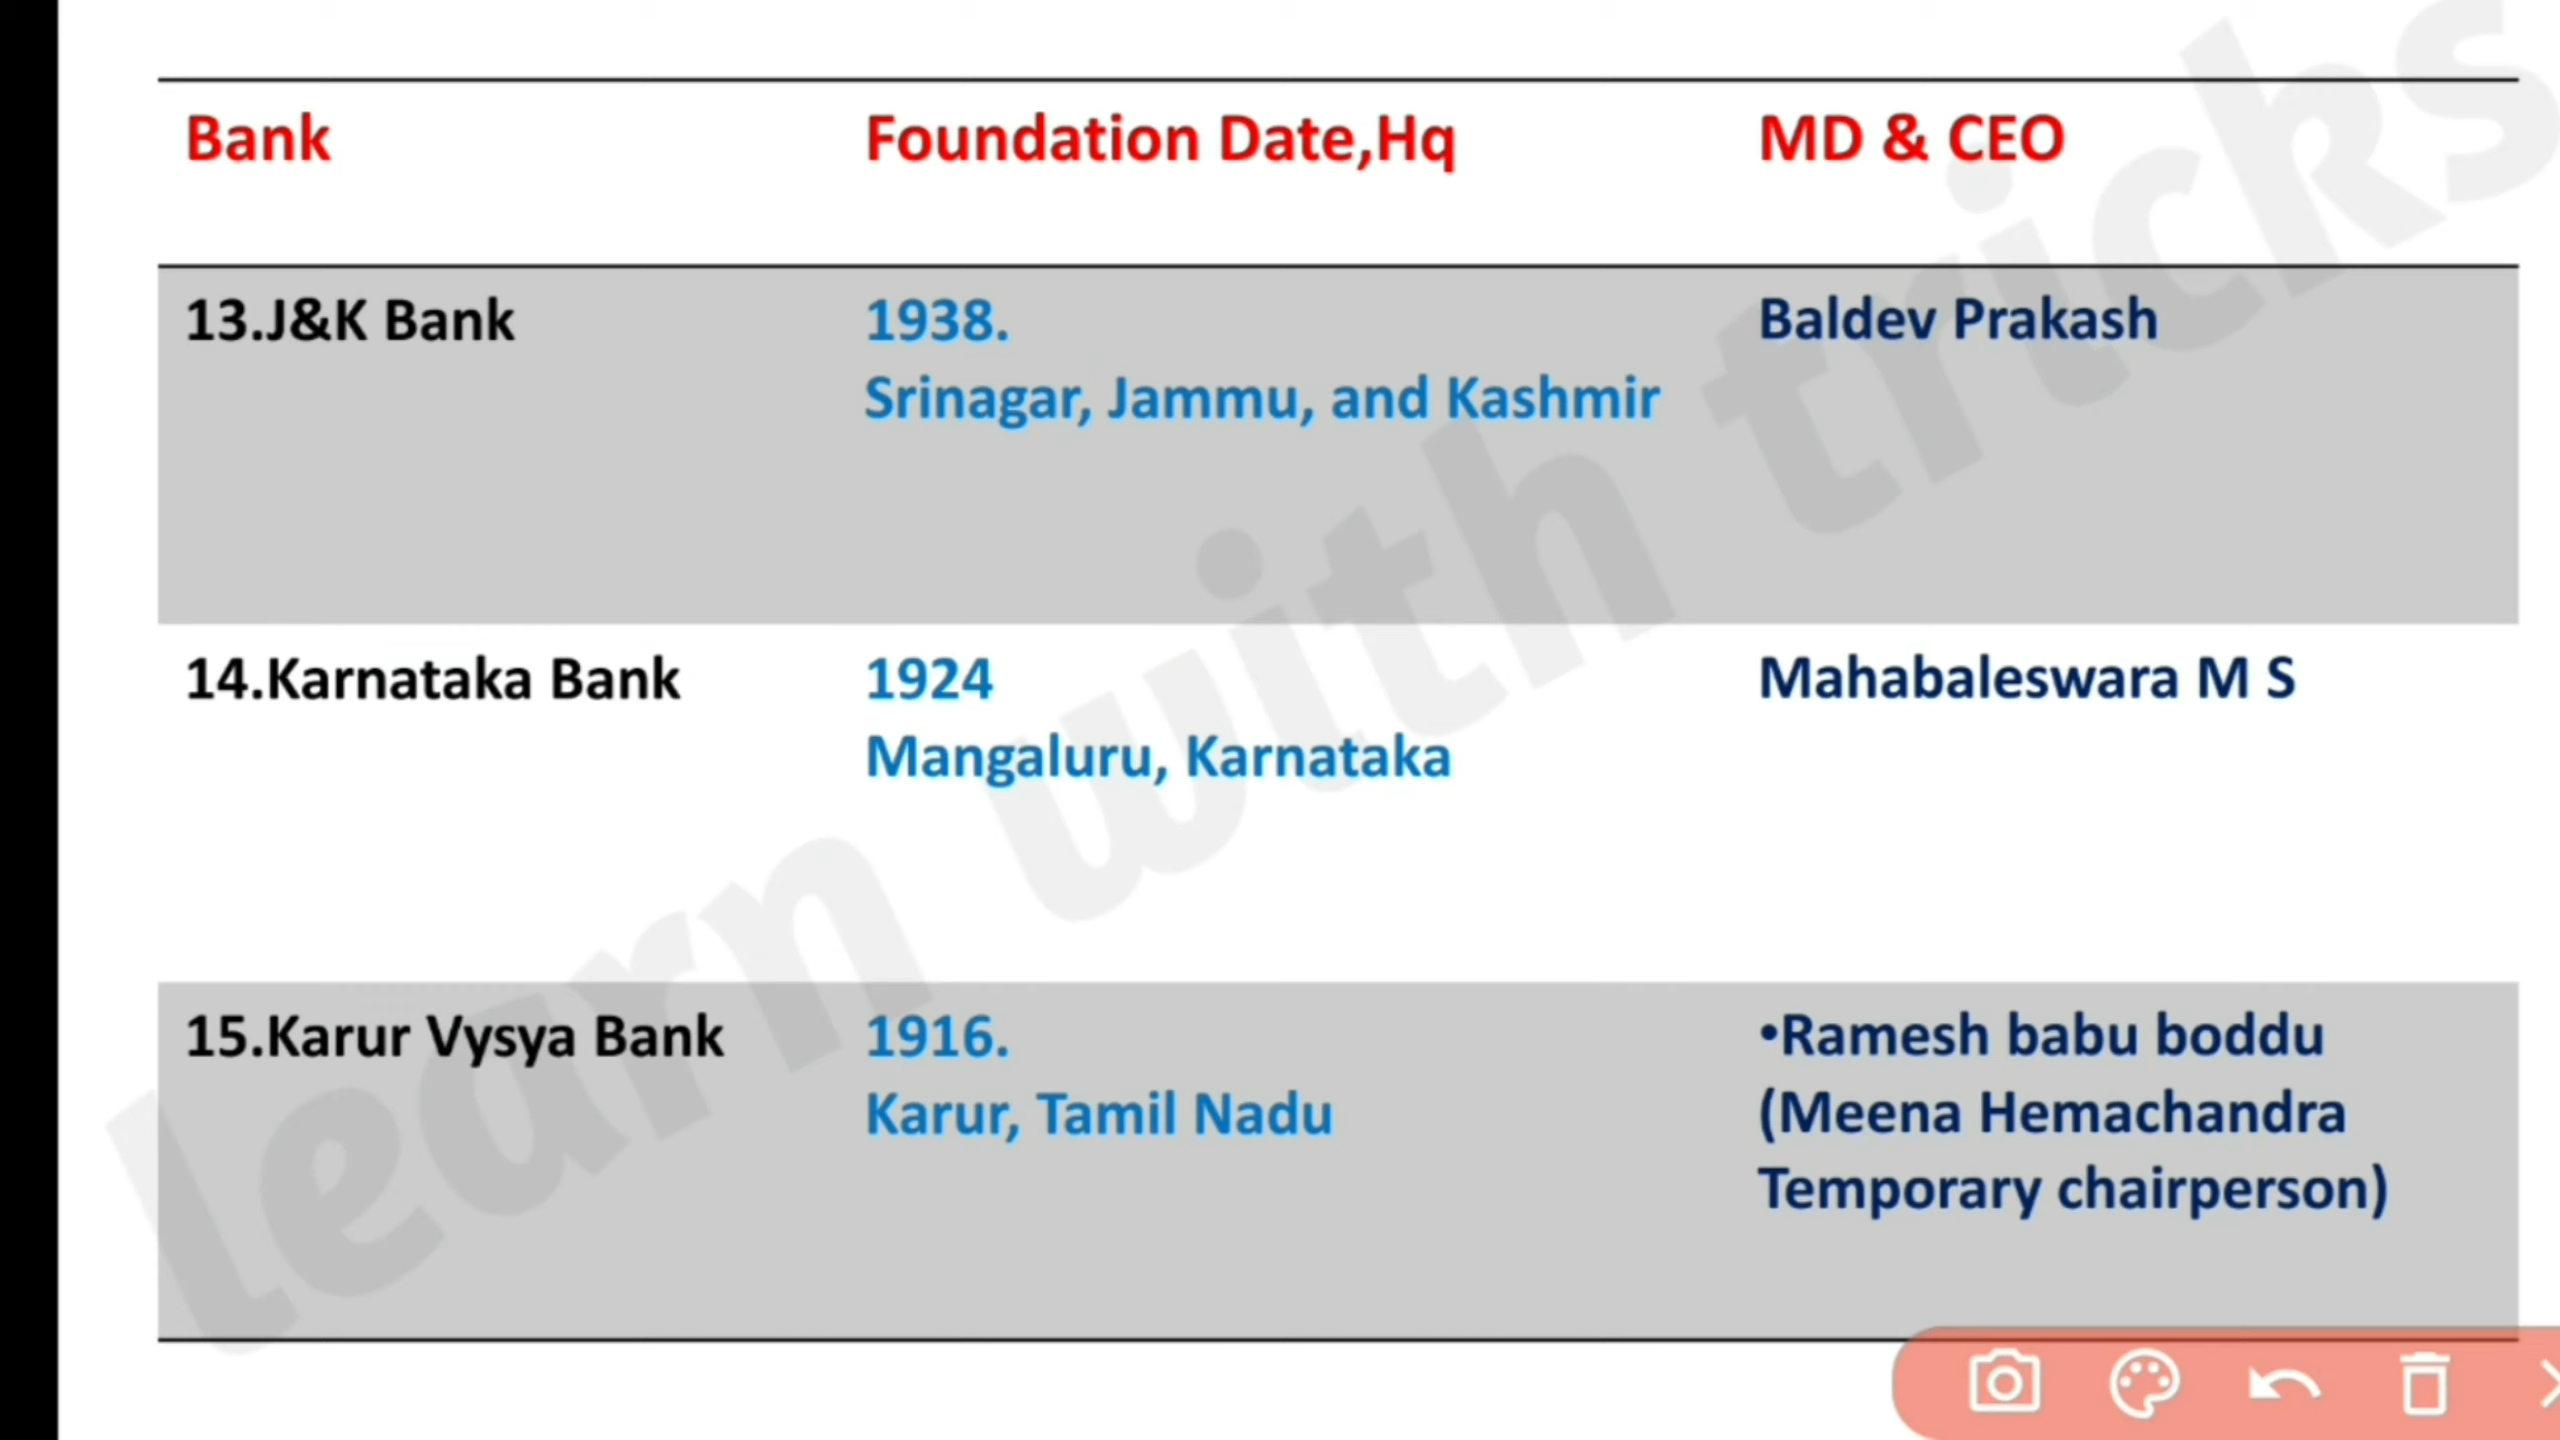 Bank Foundation Date,Hq MD & CEO
13.J&K Bank 1938. Baldev Prakash
Srinagar, Jammu, and Kashmir
14.Karnataka Bank 1924 Mahabaleswara M S
Mangaluru, Karnataka
15.Karur Vysya Bank 1916. •Ramesh babu boddu
Karur, Tamil Nadu (Meena Hemachandra
Temporary chairperson)
learn with tricks